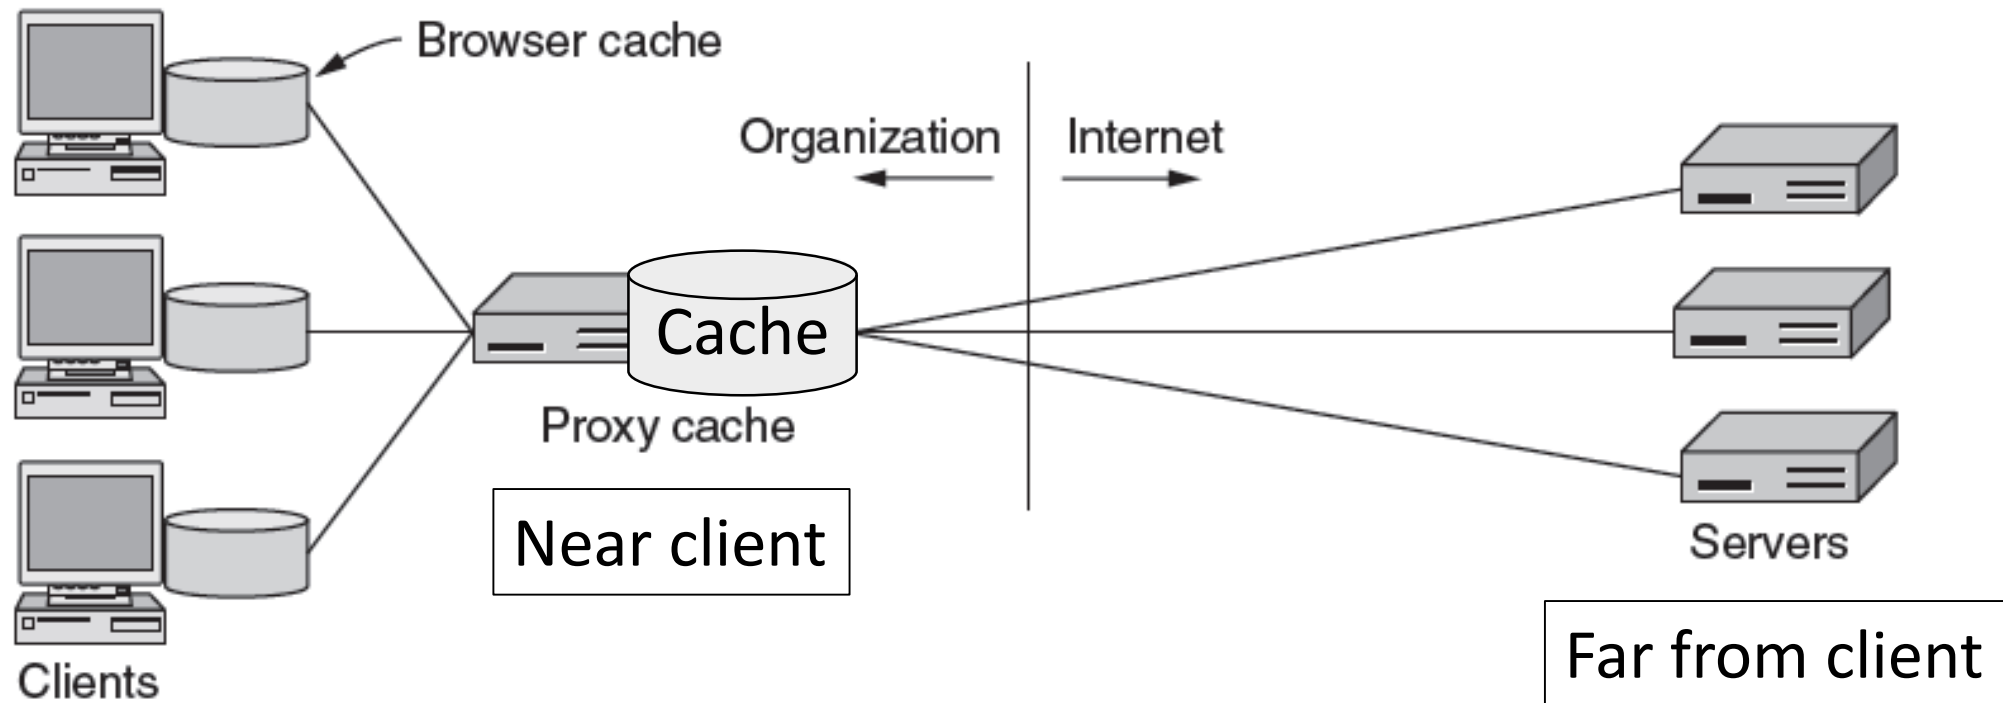 Browser cache
Organization
Internet
Cache
Proxy cache
Near client
Servers
Far from client
Clients